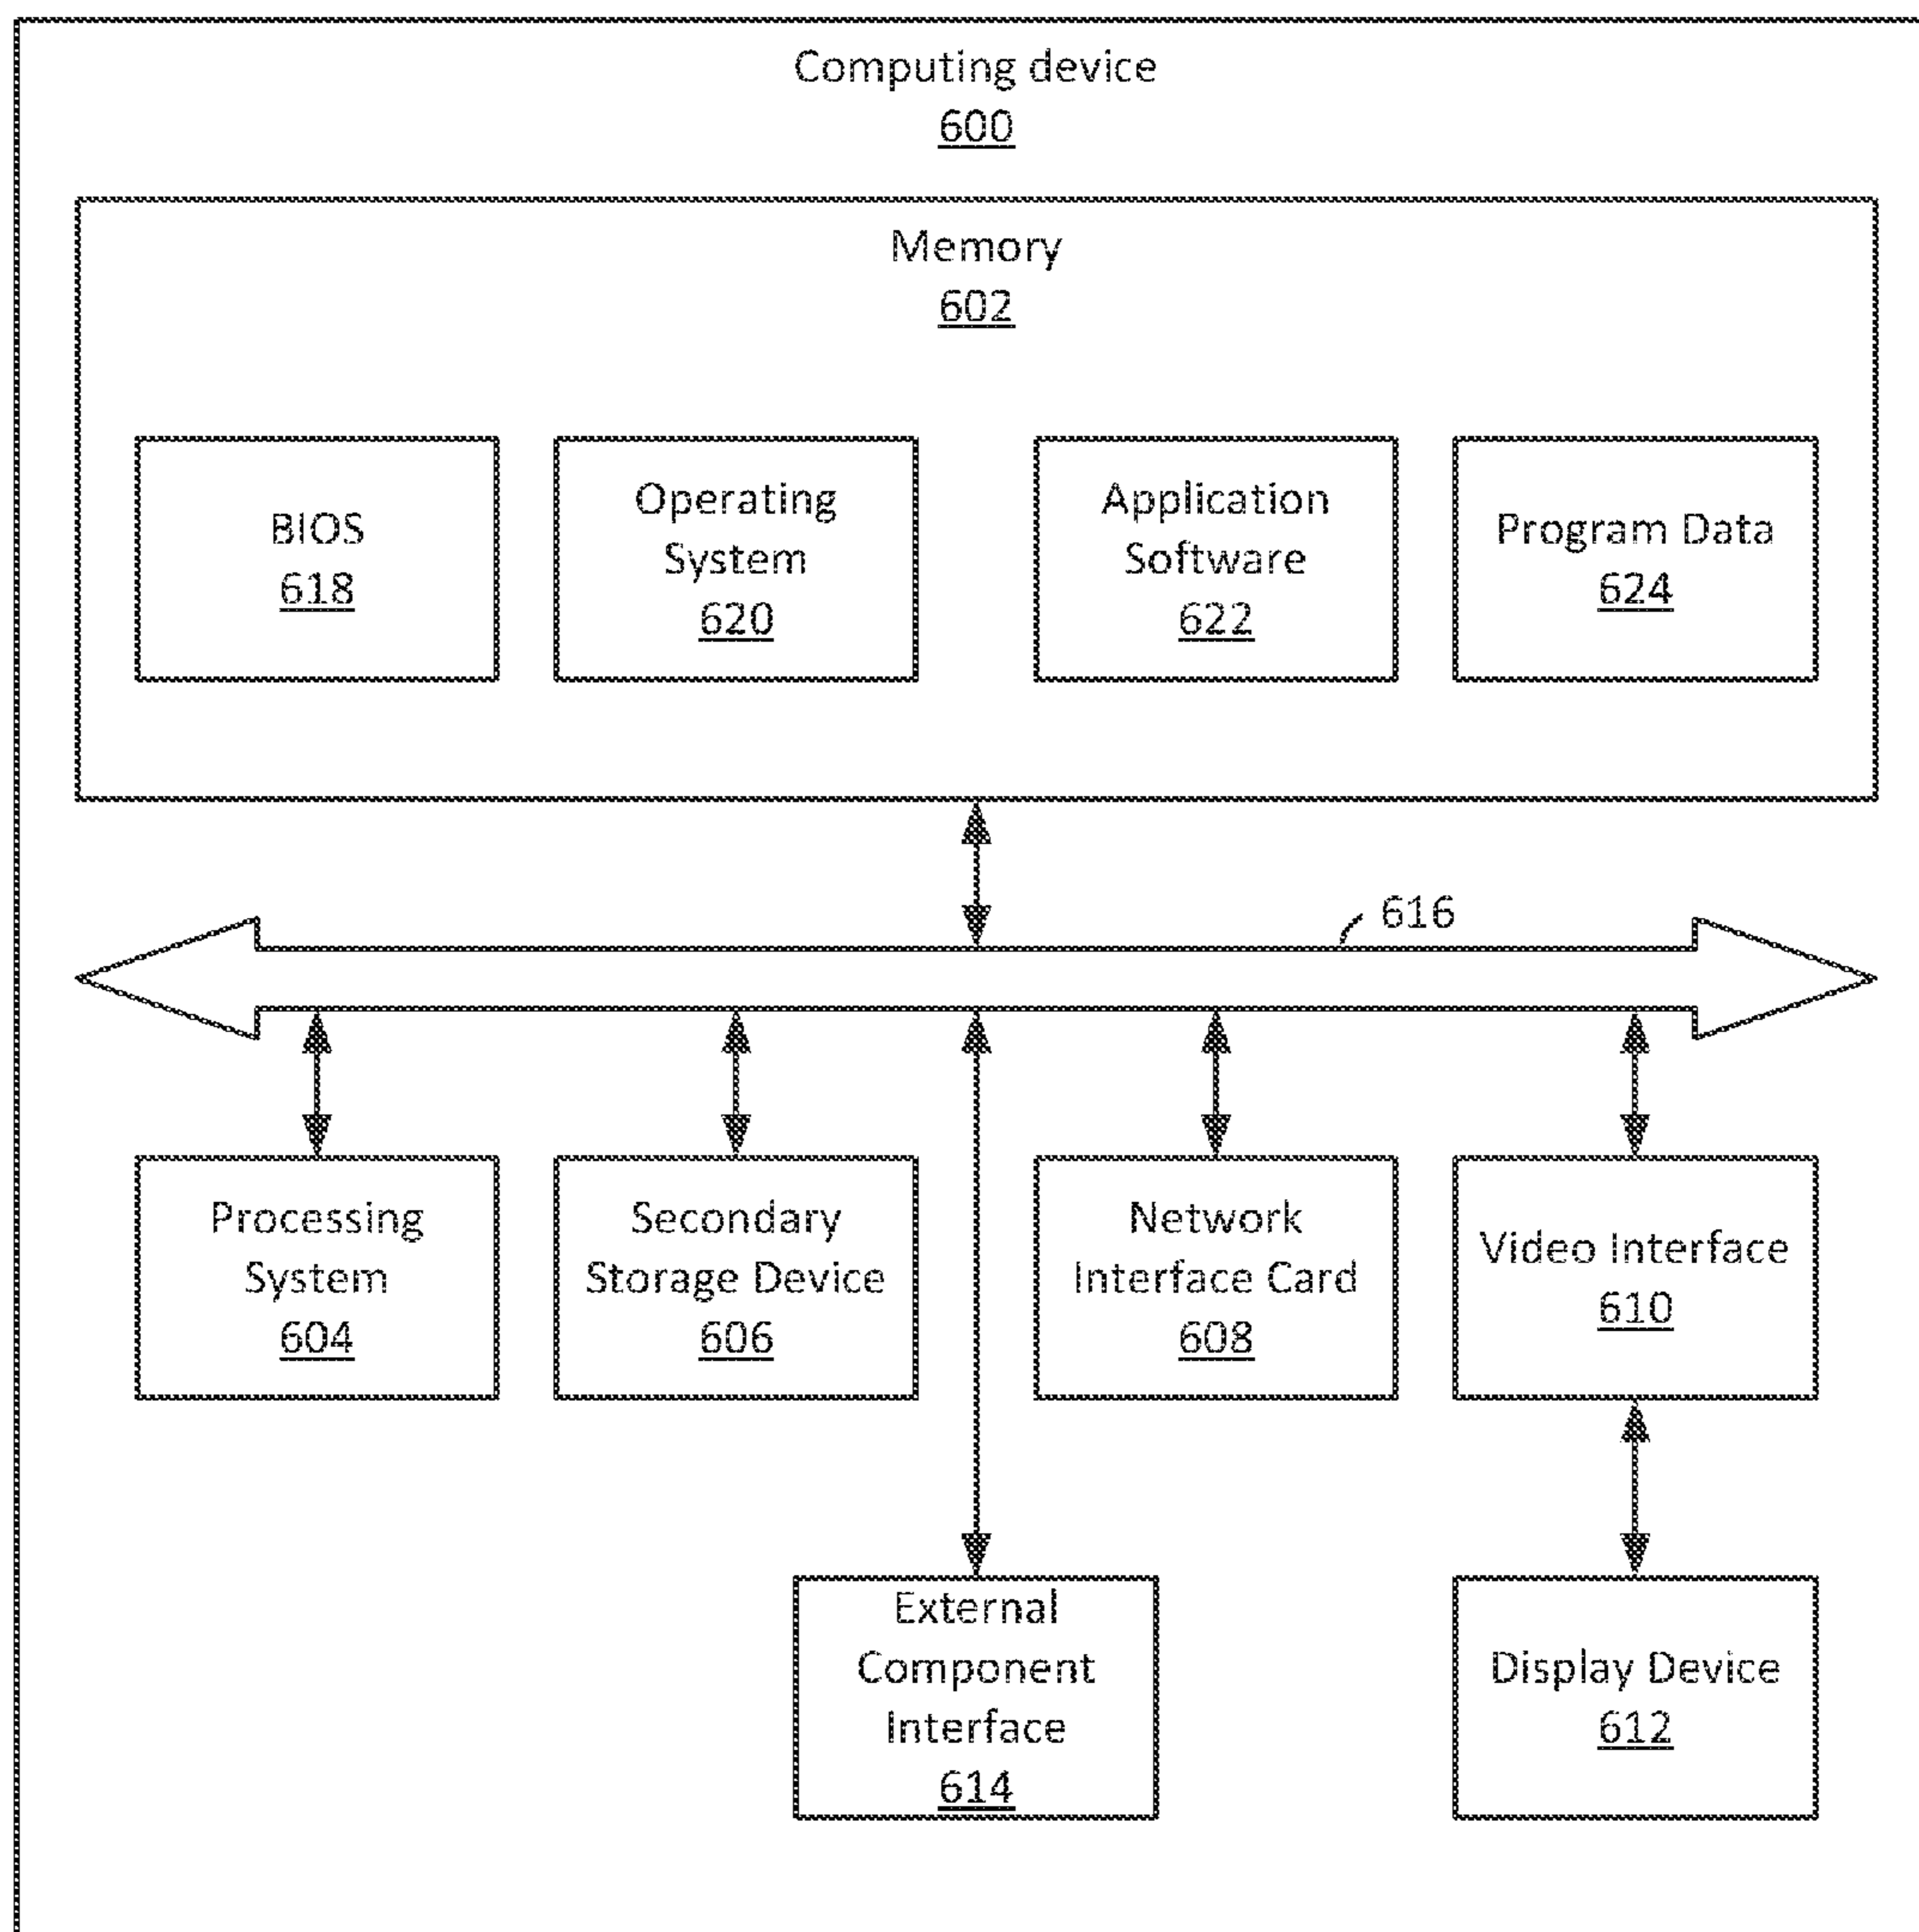 Computing device
600
Memory
602
BIOS
618
Operating
System
620
Application
Software
622
Program Data
624
616
Processing
System
604
Secondary
Storage Device
606
Network
Interface Card
608
Video Interface
610
External
Component
Interface
614
Display Device
612